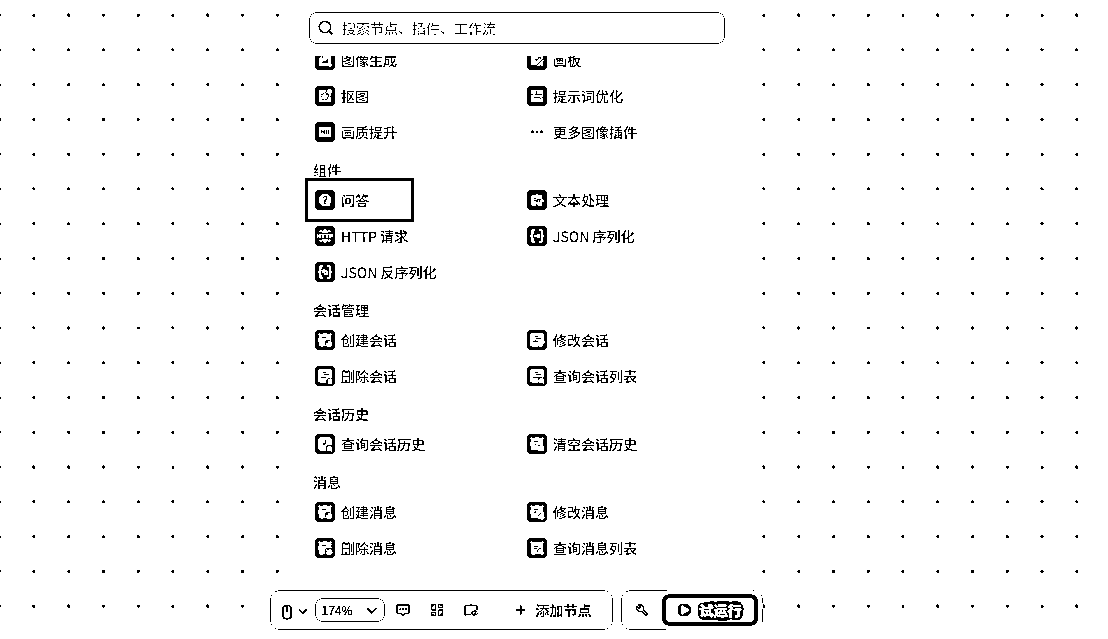 搜索节点、插件、工作流
图像生成 画板
抠图 提示词优化
画质提升 更多图像插件
组件
问答 文本处理
HTTP 请求 JSON 序列化
JSON 反序列化
会话管理
创建会话 修改会话
删除会话 查询会话列表
会话历史
查询会话历史 清空会话历史
消息
创建消息 修改消息
删除消息 查询消息列表
174% + 添加节点 试运行